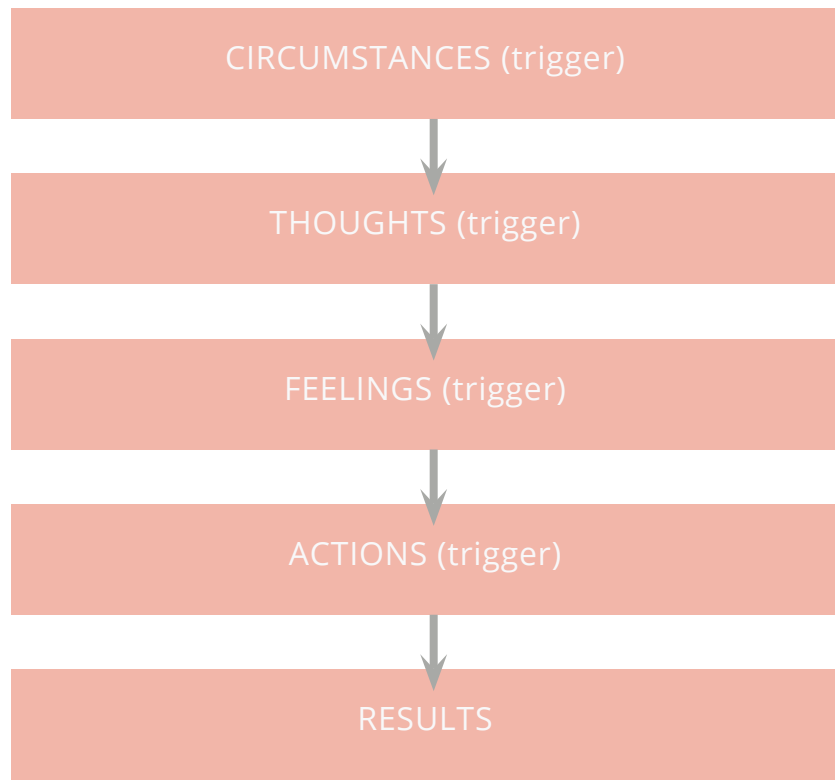 CIRCUMSTANCES (trigger)
THOUGHTS (trigger)
FEELINGS (trigger)
ACTIONS (trigger)
RESULTS